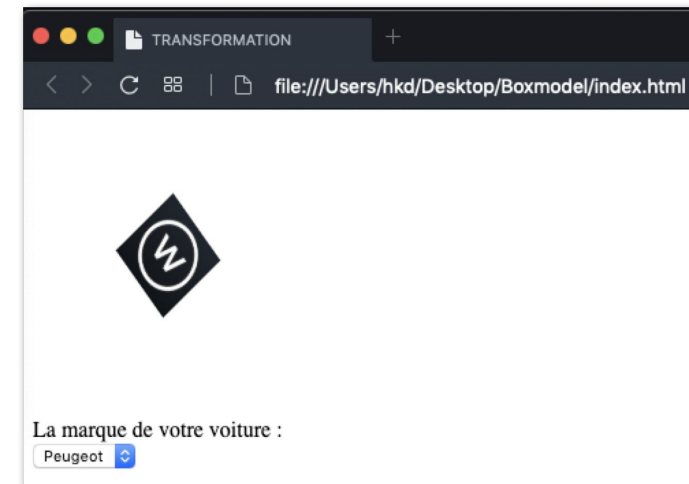 TRANSFORMATION
file:///Users/hkd/Desktop/Boxmodel/index.html
W
La marque de votre voiture :
Peugeot